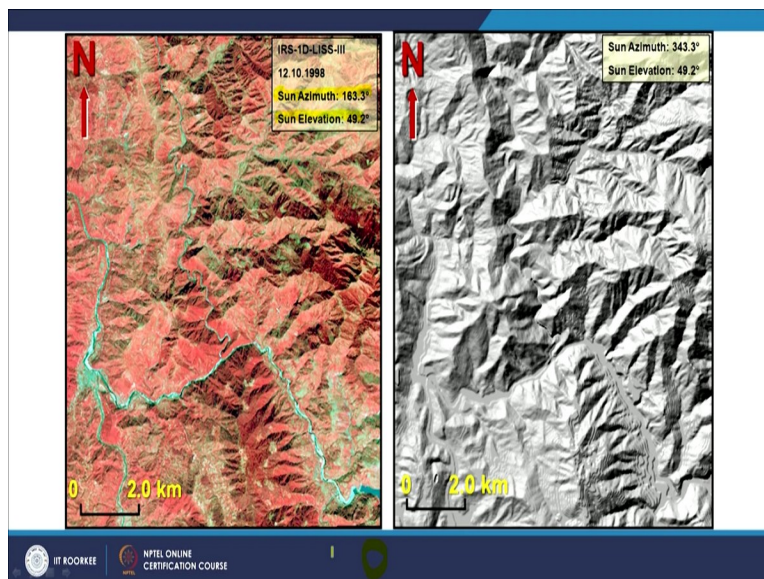 N
IRS-1D-LISS-III
12.10.1998
Sun Azimuth: 163.3°
Sun Elevation: 49.2°
0 2.0 km
N
Sun Azimuth: 343.3°
Sun Elevation: 49.2°
0 2.0 km
IIT ROORKEE
NPTEL
NPTEL ONLINE
CERTIFICATION COURSE